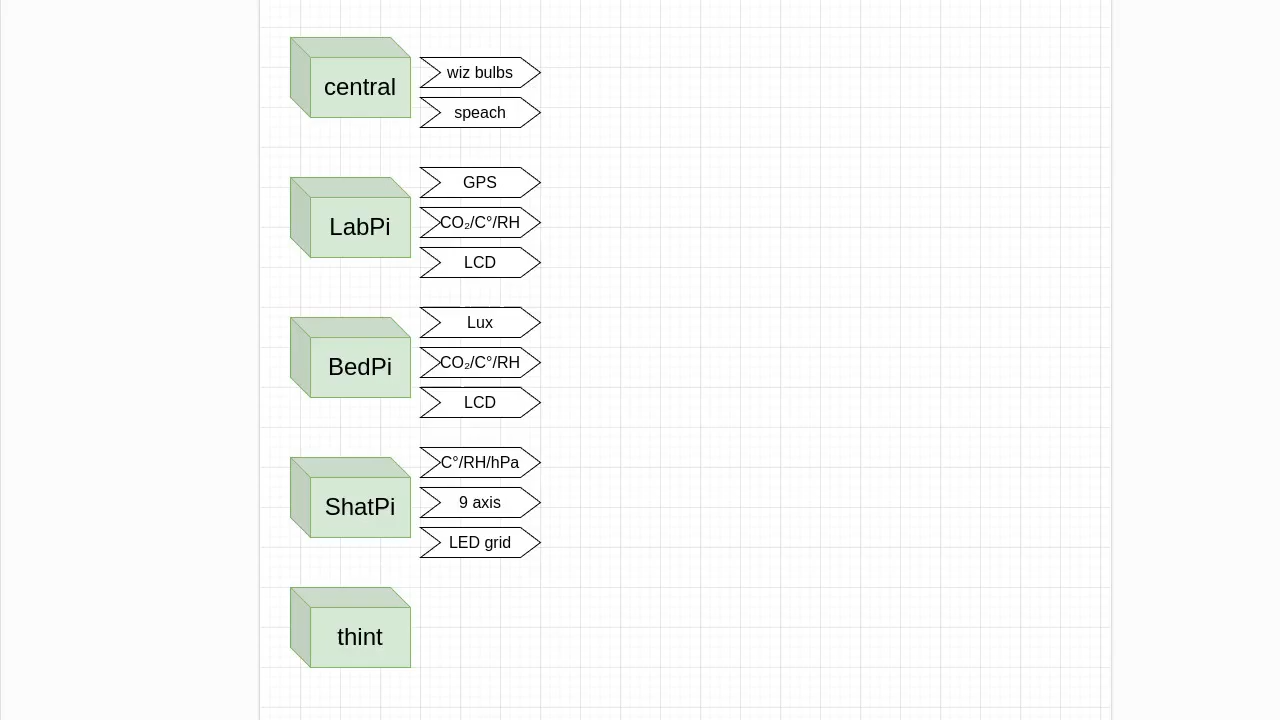 central
wiz bulbs
speach
LabPi
GPS
CO₂/C°/RH
LCD
BedPi
Lux
CO₂/C°/RH
LCD
ShatPi
C°/RH/hPa
9 axis
LED grid
thint